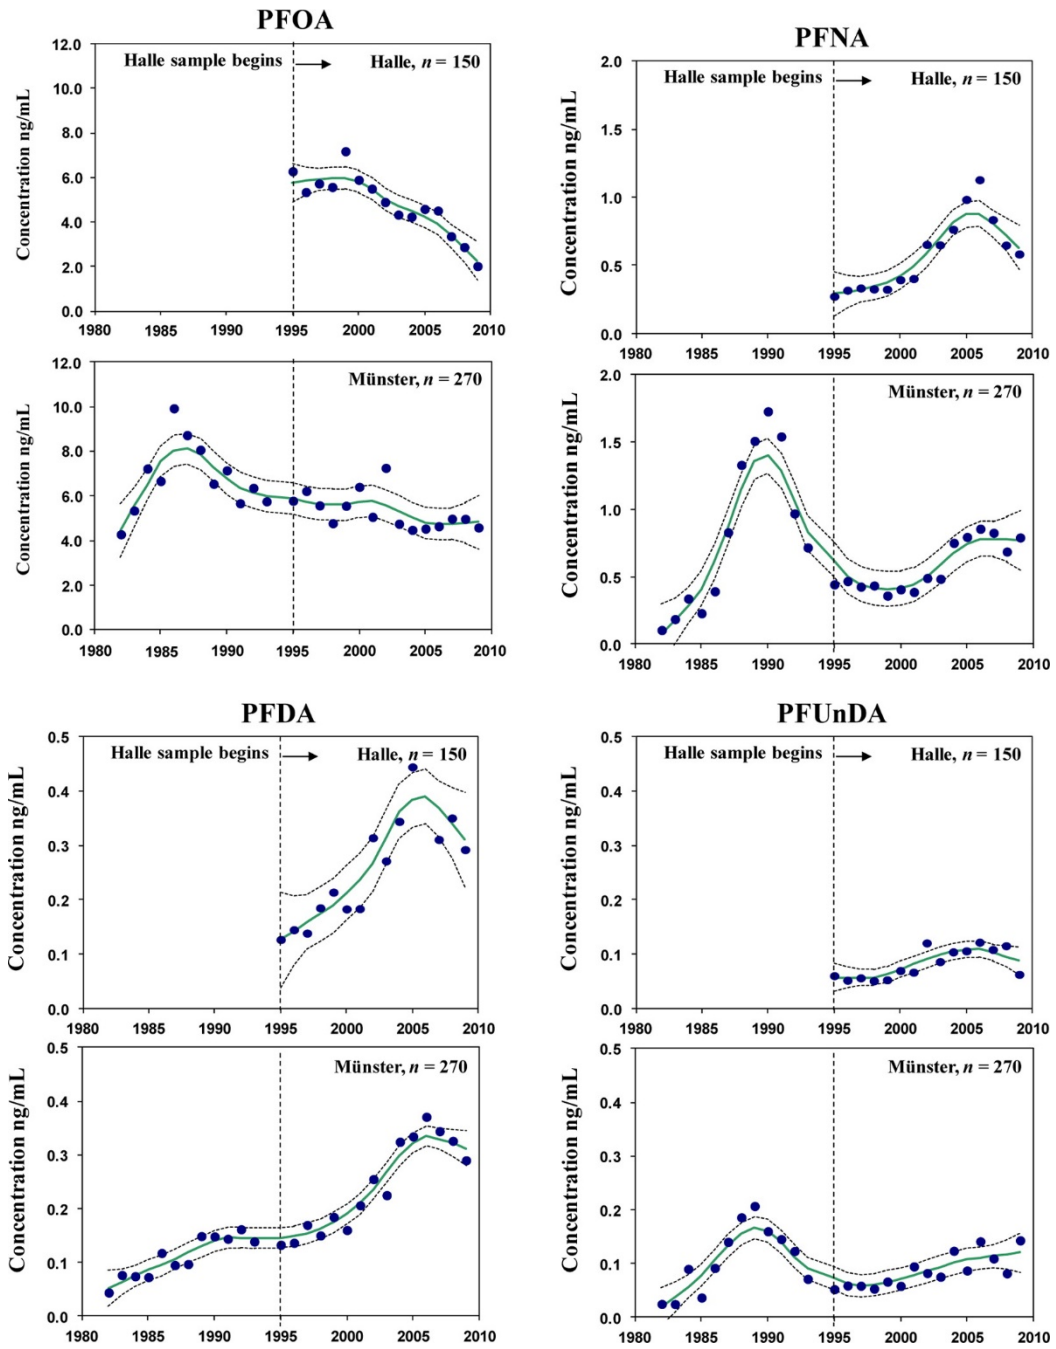 PFOA
Concentration ng/mL
12.0
10.0
8.0
6.0
4.0
2.0
0.0
Halle sample begins
Halle, n = 150
1980 1985 1990 1995 2000 2005 2010
Concentration ng/mL
12.0
10.0
8.0
6.0
4.0
2.0
0.0
Münster, n = 270
1980 1985 1990 1995 2000 2005 2010
PFNA
Concentration ng/mL
2.0
1.5
1.0
0.5
0.0
Halle sample begins
Halle, n = 150
1980 1985 1990 1995 2000 2005 2010
Concentration ng/mL
2.0
1.5
1.0
0.5
0.0
Münster, n = 270
1980 1985 1990 1995 2000 2005 2010
PFDA
Concentration ng/mL
0.5
0.4
0.3
0.2
0.1
0.0
Halle sample begins
Halle, n = 150
1980 1985 1990 1995 2000 2005 2010
Concentration ng/mL
0.5
0.4
0.3
0.2
0.1
0.0
Münster, n = 270
1980 1985 1990 1995 2000 2005 2010
PFUnDA
Concentration ng/mL
0.5
0.4
0.3
0.2
0.1
0.0
Halle sample begins
Halle, n = 150
1980 1985 1990 1995 2000 2005 2010
Concentration ng/mL
0.5
0.4
0.3
0.2
0.1
0.0
Münster, n = 270
1980 1985 1990 1995 2000 2005 2010